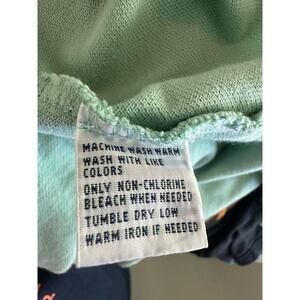 MACHINE WASH WARM
WASH WITH LIKE
COLORS
ONLY NON-CHLORINE
BLEACH WHEN NEEDED
TUMBLE DRY LOW
WARM IRON IF NEEDED